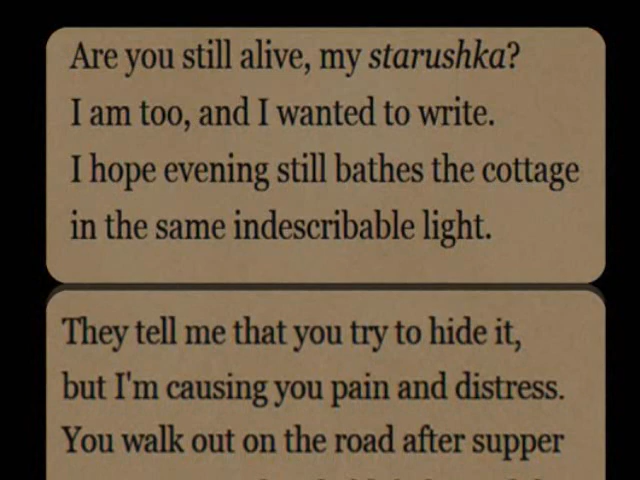 Are you still alive, my starushka?
I am too, and I wanted to write.
I hope evening still bathes the cottage
in the same indescribable light.
They tell me that you try to hide it,
but I'm causing you pain and distress.
You walk out on the road after supper